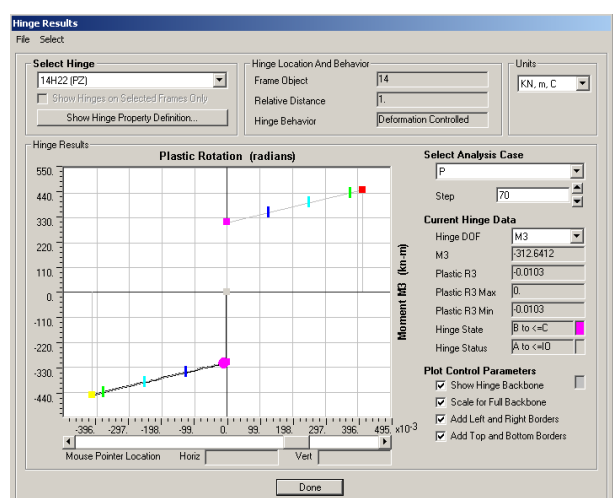 Hinge Results
File Select
Select Hinge
14H22 (PZ)
Show Hinges on Selected Frames Only
Show Hinge Property Definition...
Hinge Location And Behavior
Frame Object 14
Relative Distance 1.
Hinge Behavior Deformation Controlled
Units
KN, m, C
Hinge Results
Plastic Rotation (radians)
550.
440.
330.
220.
110.
0.
-110.
-220.
-330.
-440.
-396. -297. -198. -99. 0. 99. 198. 297. 396. 495. x10-3
Moment M3 (kn-m)
Mouse Pointer Location Horiz Vert
Select Analysis Case
P
Step 70
Current Hinge Data
Hinge DOF M3
M3 -312.6412
Plastic R3 -0.0103
Plastic R3 Max 0.
Plastic R3 Min -0.0103
Hinge State B to <=C
Hinge Status A to <=IO
Plot Control Parameters
Show Hinge Backbone
Scale for Full Backbone
Add Left and Right Borders
Add Top and Bottom Borders
Done